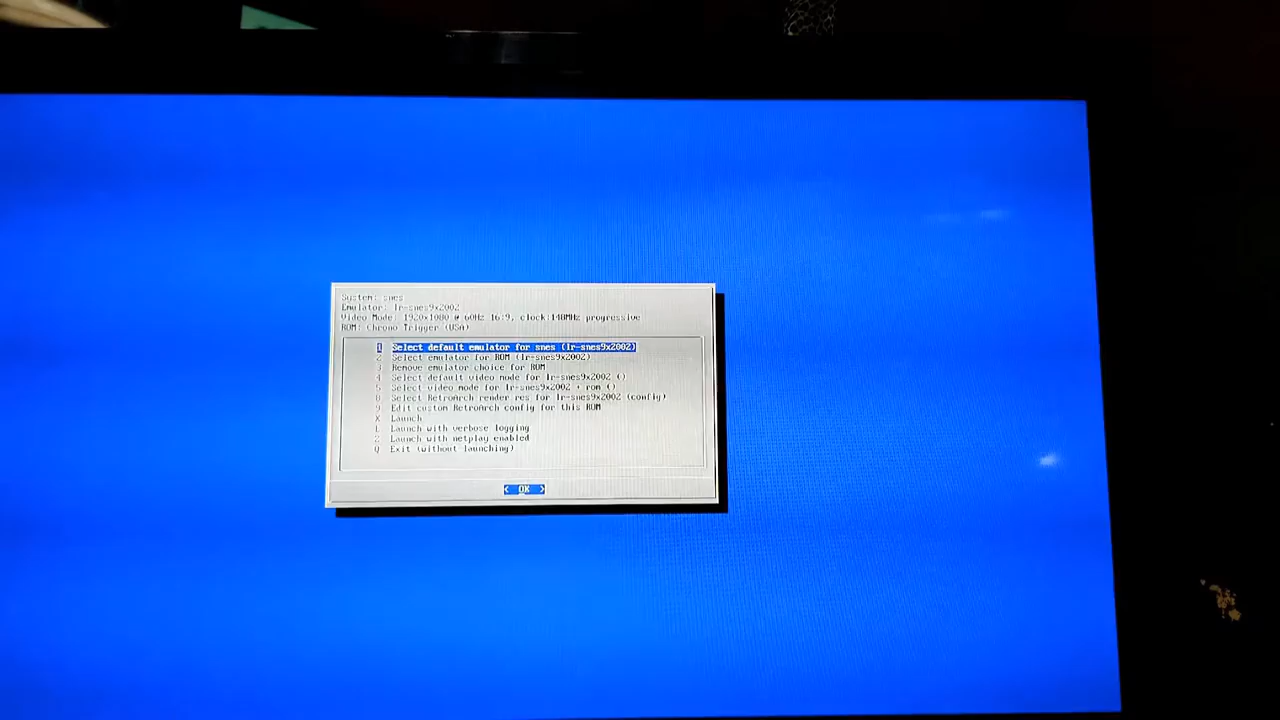 System: snes
Emulator: lr-snes9x2002
Video Mode: 1920x1080 @ 60Hz 16:9, clock:148MHz progressive
ROM: Chrono Trigger (USA)
1 Select default emulator for snes (lr-snes9x2002)
2 Select emulator for ROM (lr-snes9x2002)
3 Remove emulator choice for ROM
4 Select default video mode for lr-snes9x2002 ()
5 Select video mode for lr-snes9x2002 + rom ()
8 Select RetroArch render res for lr-snes9x2002 (config)
9 Edit custom RetroArch config for this ROM
X Launch
L Launch with verbose logging
Z Launch with netplay enabled
Q Exit (without launching)
< OK >